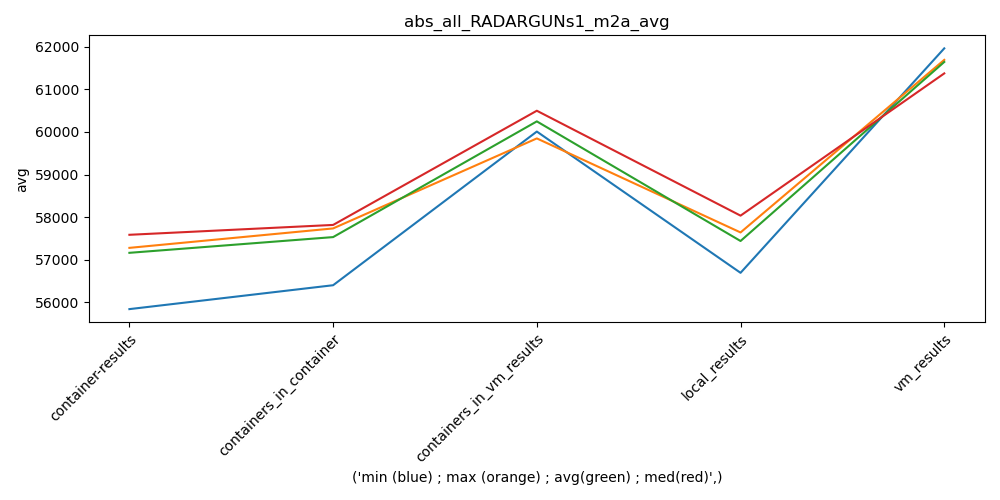 abs_all_RADARGUNs1_m2a_avg
62000
61000
60000
59000
58000
57000
56000
avg
container-results
containers_in_container
containers_in_vm_results
local_results
vm_results
('min (blue) ; max (orange) ; avg(green) ; med(red)',)